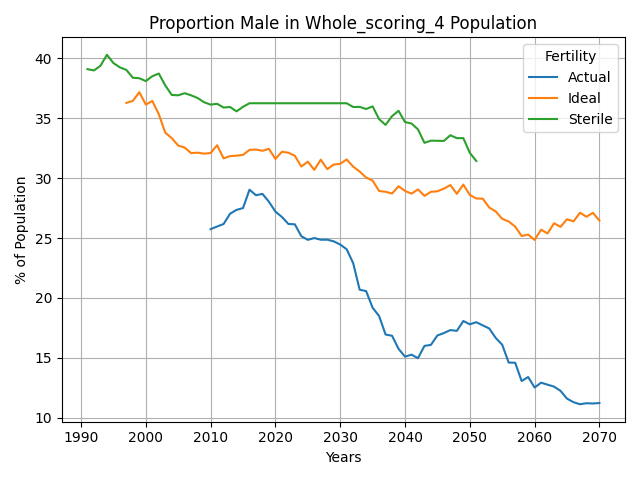 Proportion Male in Whole_scoring_4 Population
Fertility
Actual
Ideal
Sterile
% of Population
40
35
30
25
20
15
10
1990 2000 2010 2020 2030 2040 2050 2060 2070
Years